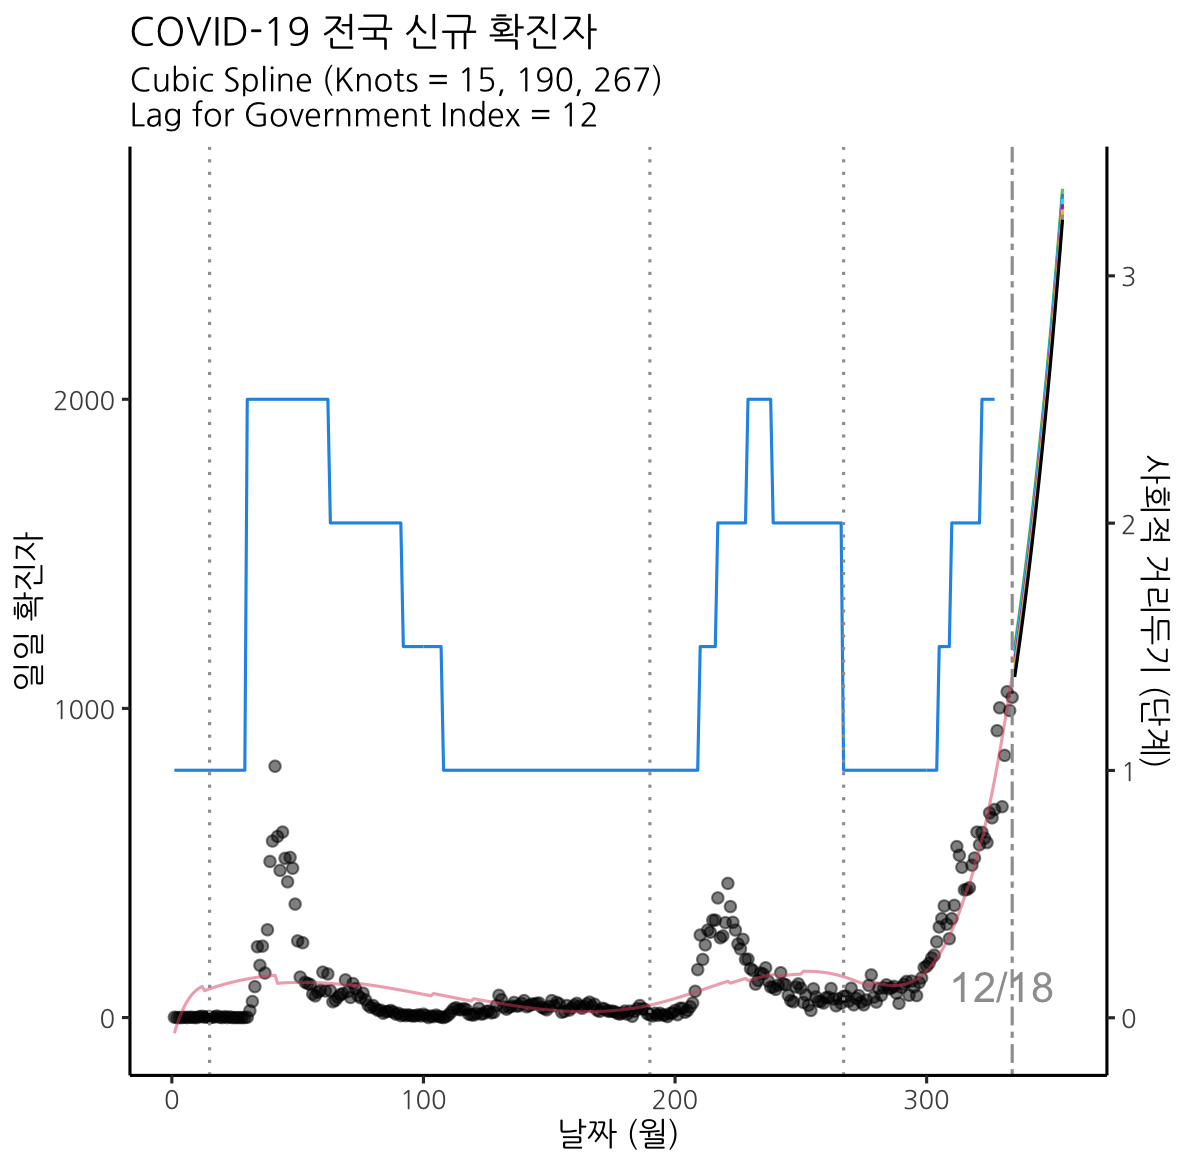 COVID-19 전국 신규 확진자
Cubic Spline (Knots = 15, 190, 267)
Lag for Government Index = 12
일일 확진자
2000
1000
0
3
2
1
0
사회적 거리두기 (단계)
12/18
0
100
200
300
날짜 (월)